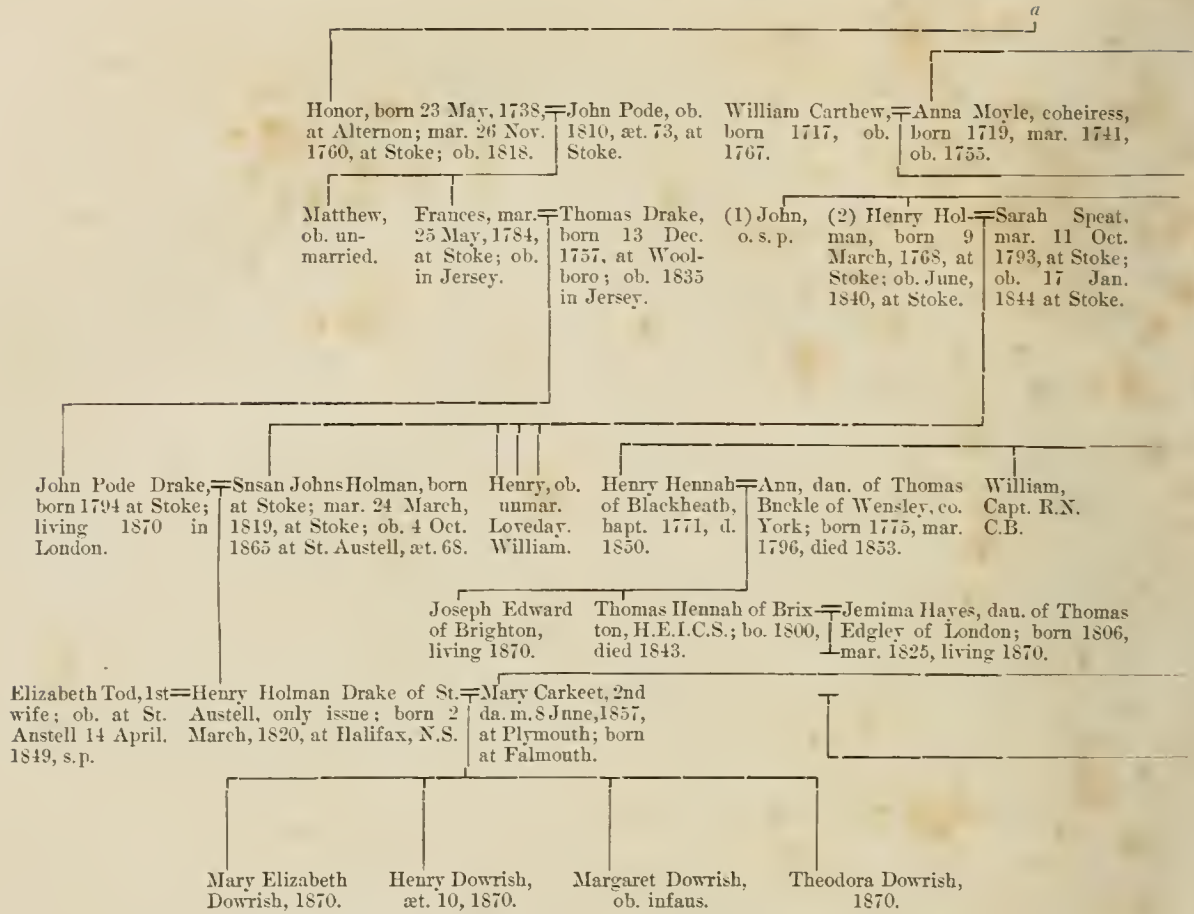 a
Honor, born 23 May, 1738,
at Alternon; mar. 26 Nov.
1760, at Stoke; ob. 1818.
John Pode, ob.
1810, æt. 73, at
Stoke.
William Carthew,
born 1717, ob.
1767.
Anna Moyle, coheiress,
born 1719, mar. 1741,
ob. 1755.
Matthew,
ob. un-
married.
Frances, mar.
25 May, 1784,
at Stoke; ob.
in Jersey.
Thomas Drake,
born 13 Dec.
1757, at Wool-
boro; ob. 1835
in Jersey.
(1) John,
o. s. p.
(2) Henry Hol-
man, born 9
March, 1768, at
Stoke; ob. June,
1840, at Stoke.
Sarah Speat,
mar. 11 Oct.
1793, at Stoke;
ob. 17 Jan.
1844 at Stoke.
John Pode Drake,
born 1794 at Stoke;
living 1870 in
London.
Susan Johns Holman, born
at Stoke; mar. 24 March,
1819, at Stoke; ob. 4 Oct.
1865 at St. Austell, æt. 68.
Henry, ob.
unmar.
Loveday.
William.
Henry Hennah
of Blackheath,
bapt. 1771, d.
1850.
Ann, dau. of Thomas
Buckle of Wensley, co.
York; born 1775, mar.
1796, died 1853.
William,
Capt. R.N.
C.B.
Joseph Edward
of Brighton,
living 1870.
Thomas Hennah of Brix-
ton, H.E.I.C.S.; bo. 1800,
died 1843.
Jemima Hayes, dau. of Thomas
Edgley of London; born 1806,
mar. 1825, living 1870.
Elizabeth Tod, 1st
wife; ob. at St.
Austell 14 April.
1849, s.p.
Henry Holman Drake of St.
Austell, only issue; born 2
March, 1820, at Halifax, N.S.
Mary Carkeet, 2nd
da. m. 8 June, 1857,
at Plymouth; born
at Falmouth.
Mary Elizabeth
Dowrish, 1870.
Henry Dowrish,
æt. 10, 1870.
Margaret Dowrish,
ob. infans.
Theodora Dowrish,
1870.